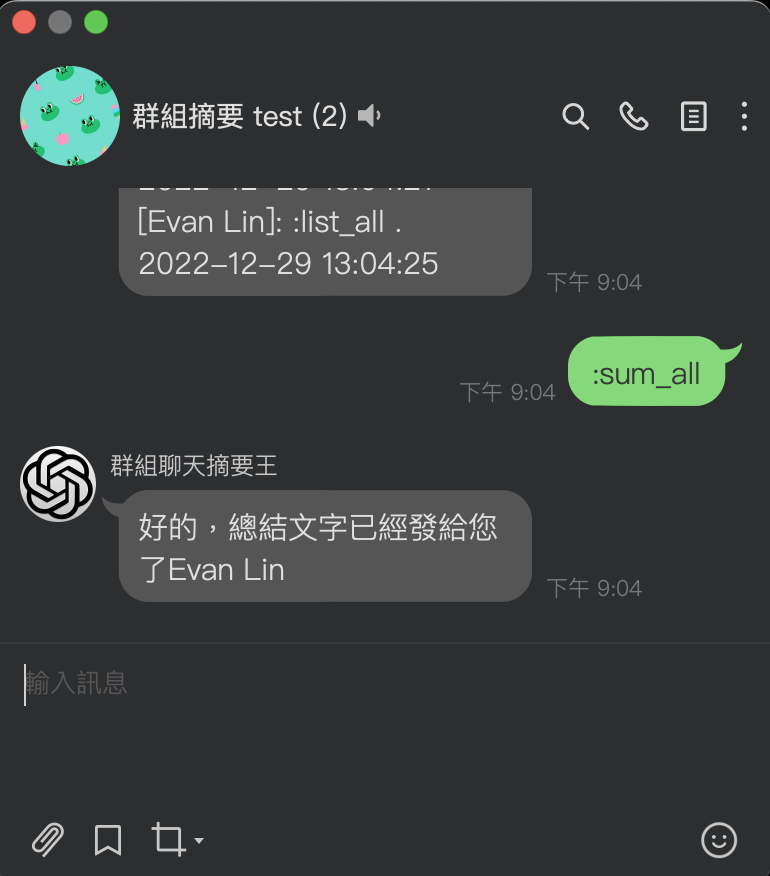 群組摘要 test (2)
[Evan Lin]: :list_all .
2022-12-29 13:04:25
下午 9:04
:sum_all
下午 9:04
群組聊天摘要王
好的，總結文字已經發給您
了Evan Lin
下午 9:04
輸入訊息